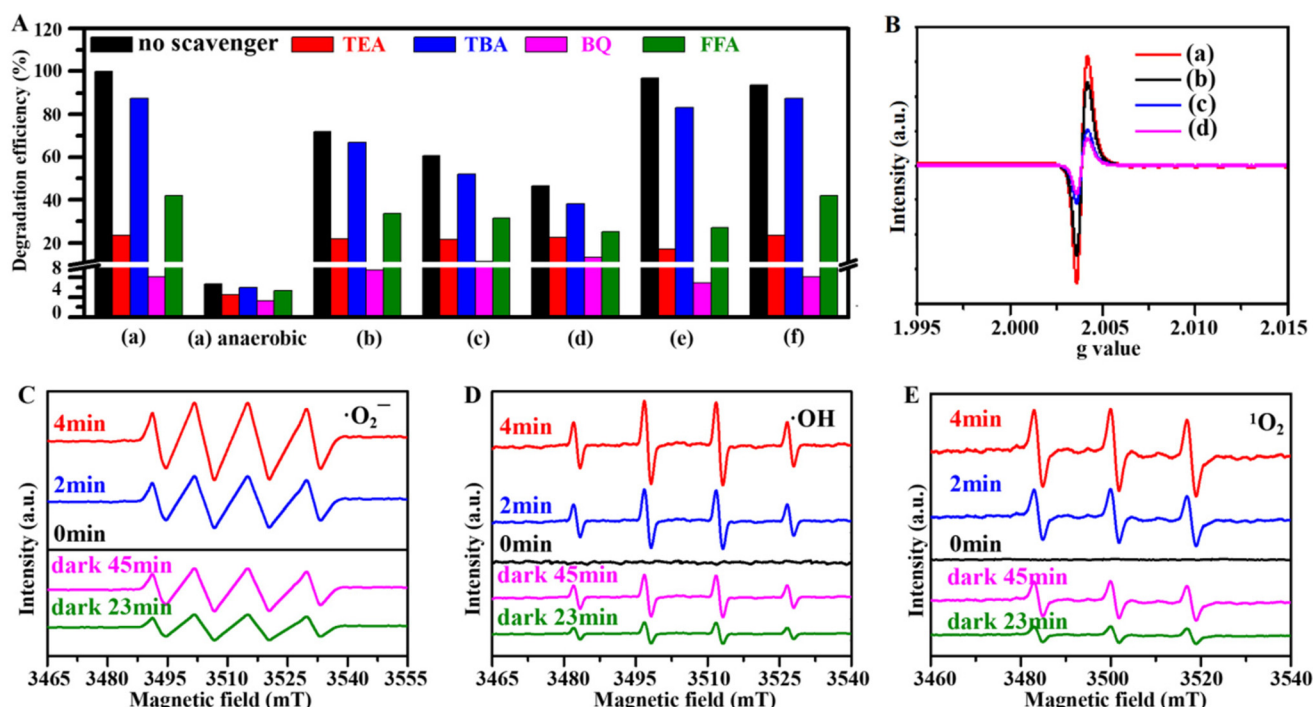 A
no scavenger TEA TBA BQ FFA
Degradation efficiency (%)
120
100
80
60
40
20
8
4
0
(a) (a) anaerobic (b) (c) (d) (e) (f)
B
(a)
(b)
(c)
(d)
Intensity (a.u.)
1.995 2.000 2.005 2.010 2.015
g value
C
·O₂⁻
4min
2min
0min
dark 45min
dark 23min
Intensity (a.u.)
3465 3480 3495 3510 3525 3540 3555
Magnetic field (mT)
D
·OH
4min
2min
0min
dark 45min
dark 23min
Intensity (a.u.)
3465 3480 3495 3510 3525 3540
Magnetic field (mT)
E
¹O₂
4min
2min
0min
dark 45min
dark 23min
Intensity (a.u.)
3460 3480 3500 3520 3540
Magnetic field (mT)